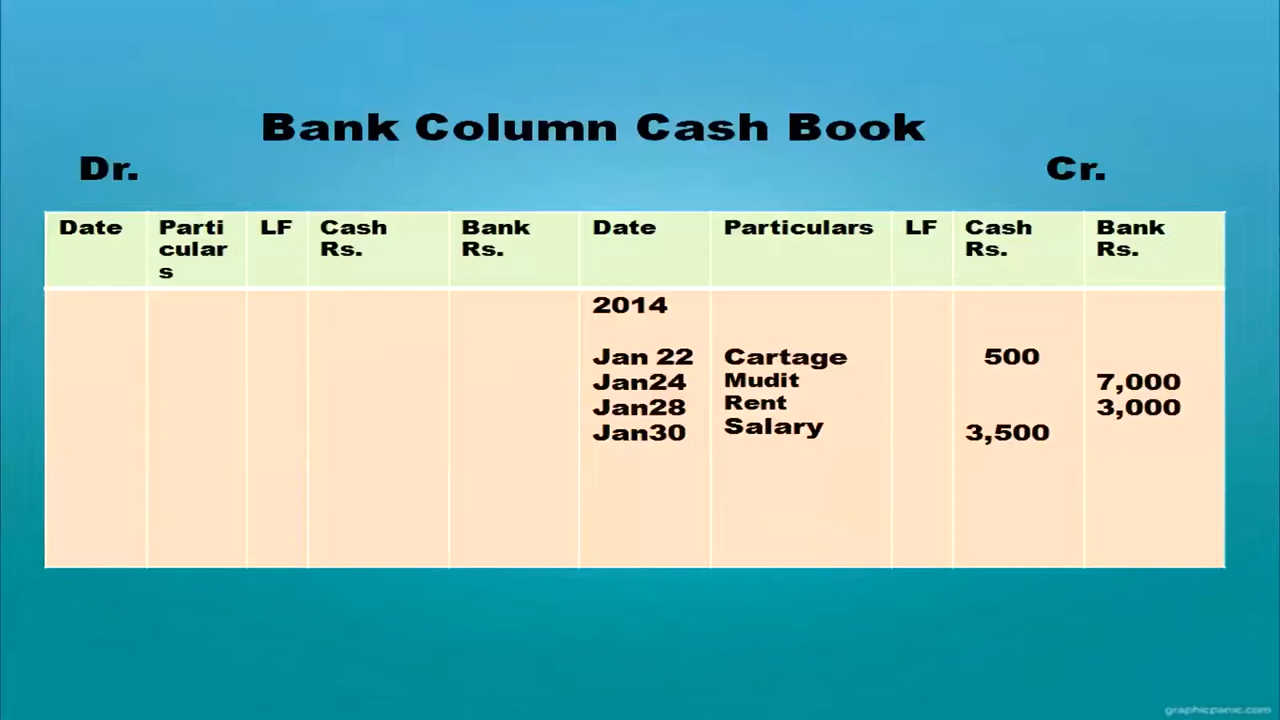 Bank Column Cash Book
Dr. Cr.
Date Parti LF Cash Bank Date Particulars LF Cash Bank
cular Rs. Rs. Rs. Rs.
s
2014
Jan 22 Cartage 500
Jan24 Mudit 7,000
Jan28 Rent 3,000
Jan30 Salary 3,500
graphicpanic.com